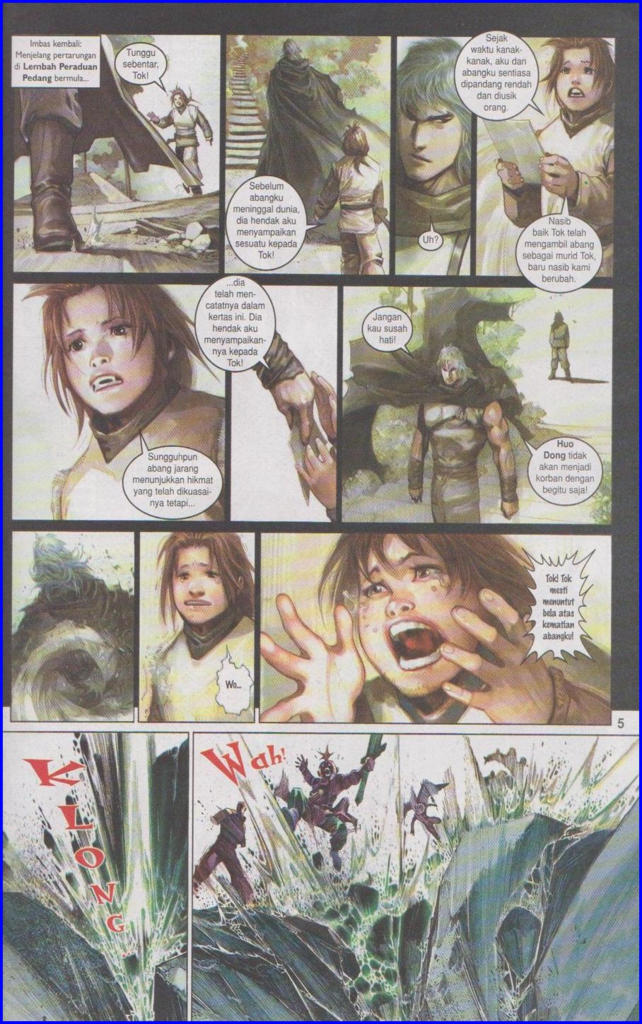 Imbas kembali:
Menjelang pertarungan
di Lembah Peraduan
Pedang bermula...
Tunggu
sebentar,
Tok!
Sebelum
abangku
meninggal dunia,
dia hendak aku
menyampaikan
sesuatu kepada
Tok!
Uh?
Sejak
waktu kanak-
kanak, aku dan
abangku sentiasa
dipandang rendah
dan diusik
orang.
Nasib
baik Tok telah
mengambil abang
sebagai murid Tok,
baru nasib kami
berubah.
Sungguhpun
abang jarang
menunjukkan hikmat
yang telah dikuasai-
nya tetapi...
...dia
telah men-
catatnya dalam
kertas ini. Dia
hendak aku
menyampaikan-
nya kepada
Tok!
Jangan
kau susah
hati!
Huo
Dong tidak
akan menjadi
korban dengan
begitu saja!
Wo...
Tok! Tok
mesti
menuntut
bela atas
kematian
abangku!
5
KLONG
Wah!